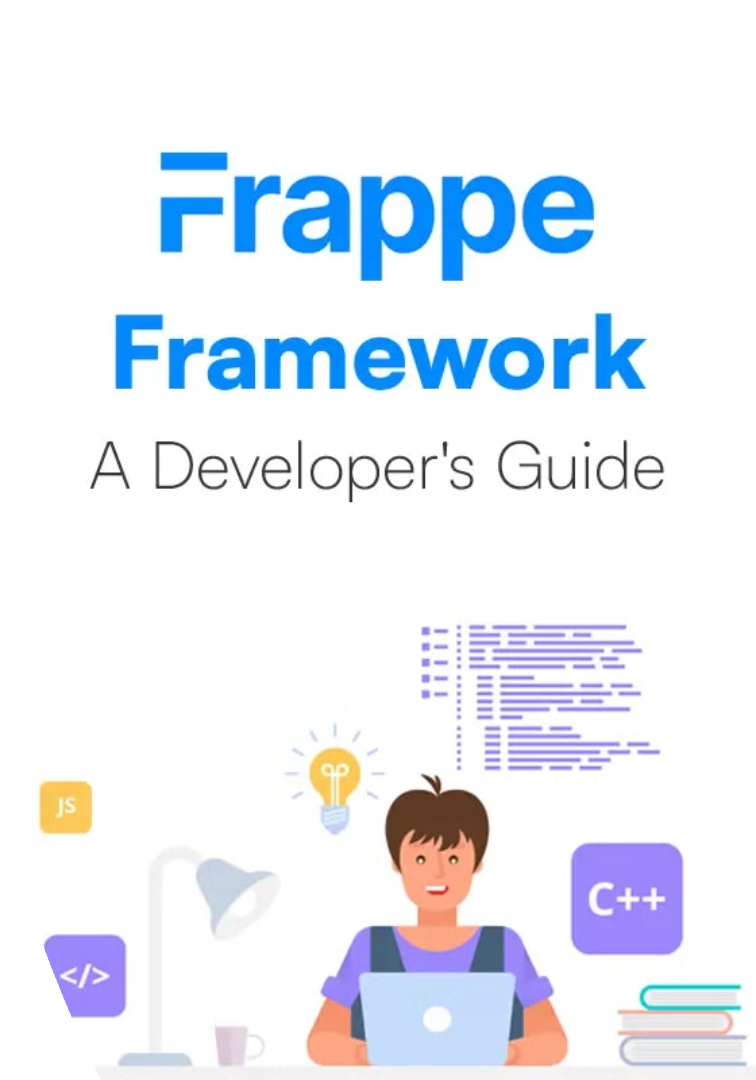 Frappe
Framework
A Developer's Guide
JS
C++
</>